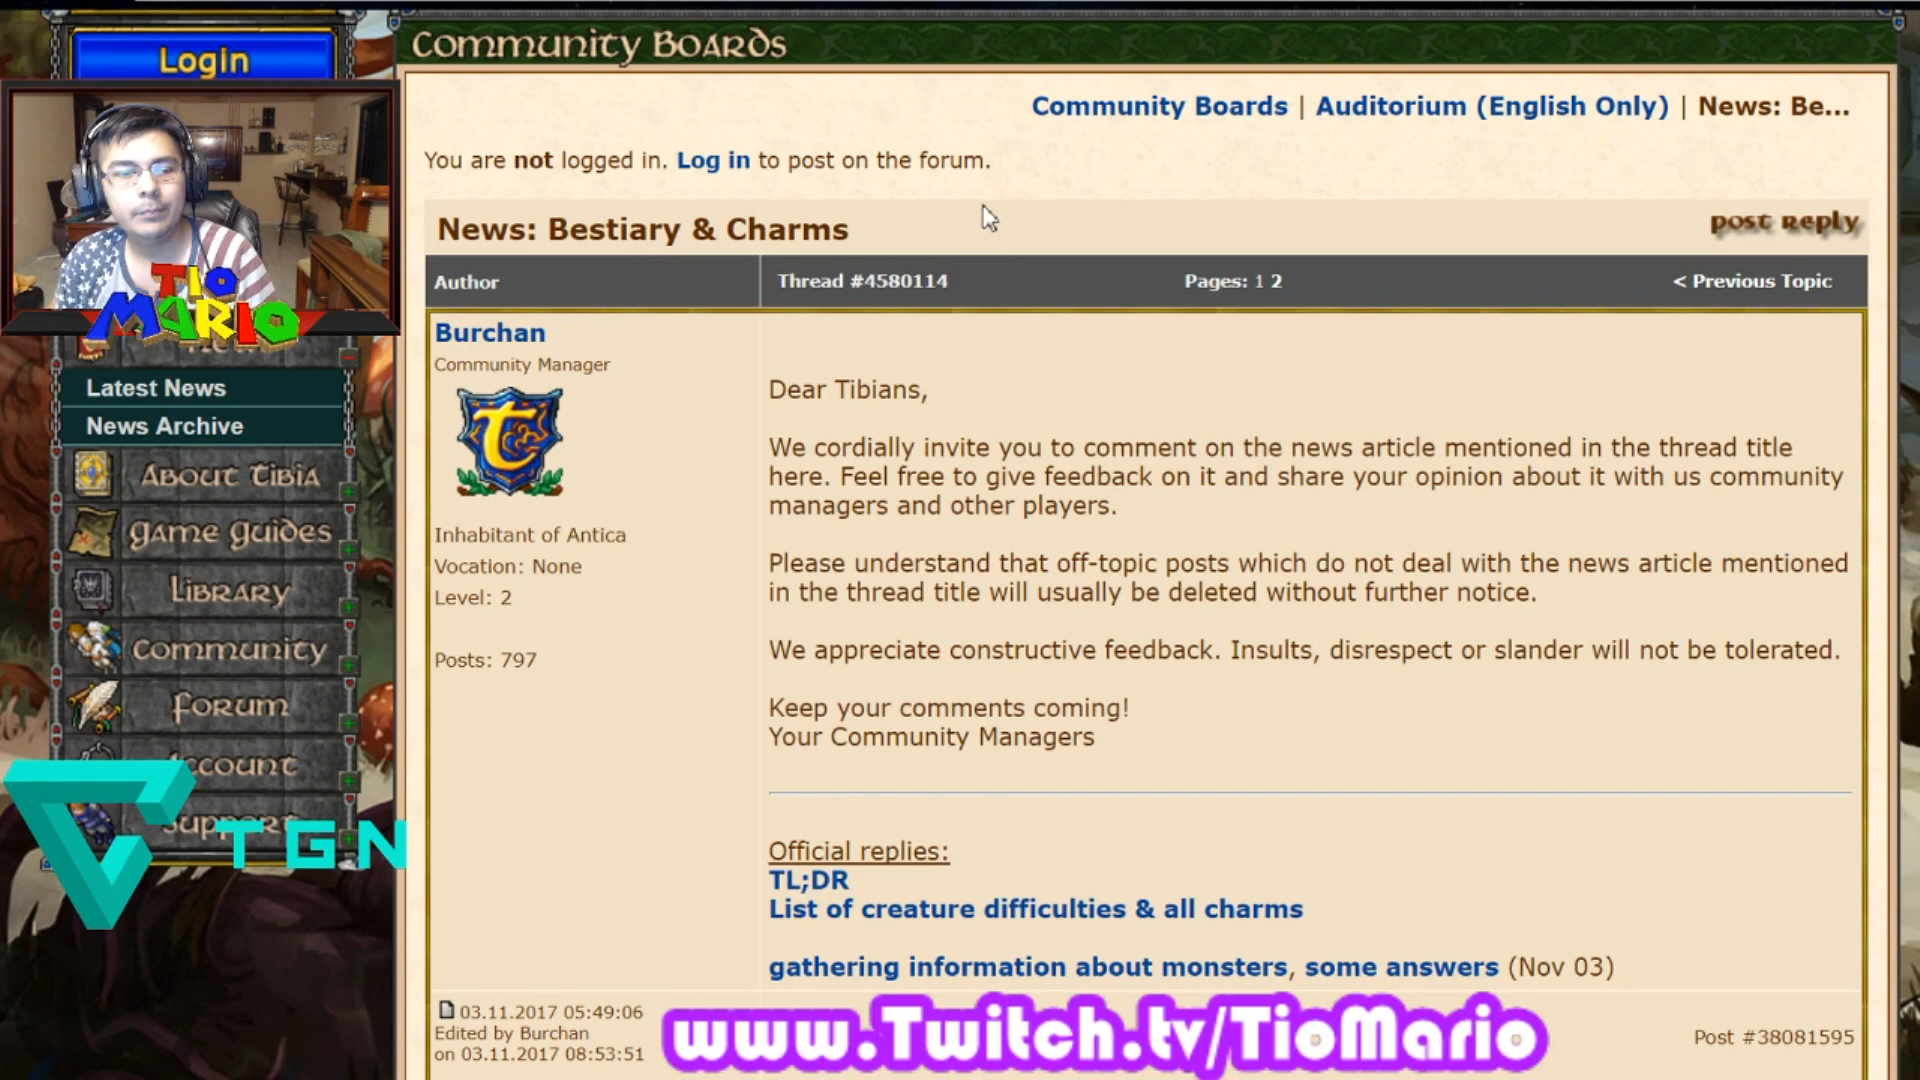 Login
Community Boards
Community Boards | Auditorium (English Only) | News: Be...
You are not logged in. Log in to post on the forum.
News: Bestiary & Charms
post reply
Author
Thread #4580114
Pages: 1 2
< Previous Topic
TIO
MARIO
Latest News
News Archive
About Tibia
Game Guides
Library
Community
Forum
Account
Support
TGN
Burchan
Community Manager
Inhabitant of Antica
Vocation: None
Level: 2
Posts: 797
Dear Tibians,
We cordially invite you to comment on the news article mentioned in the thread title
here. Feel free to give feedback on it and share your opinion about it with us community
managers and other players.
Please understand that off-topic posts which do not deal with the news article mentioned
in the thread title will usually be deleted without further notice.
We appreciate constructive feedback. Insults, disrespect or slander will not be tolerated.
Keep your comments coming!
Your Community Managers
Official replies:
TL;DR
List of creature difficulties & all charms
gathering information about monsters, some answers (Nov 03)
03.11.2017 05:49:06
Edited by Burchan
on 03.11.2017 08:53:51
www.Twitch.tv/TioMario
Post #38081595